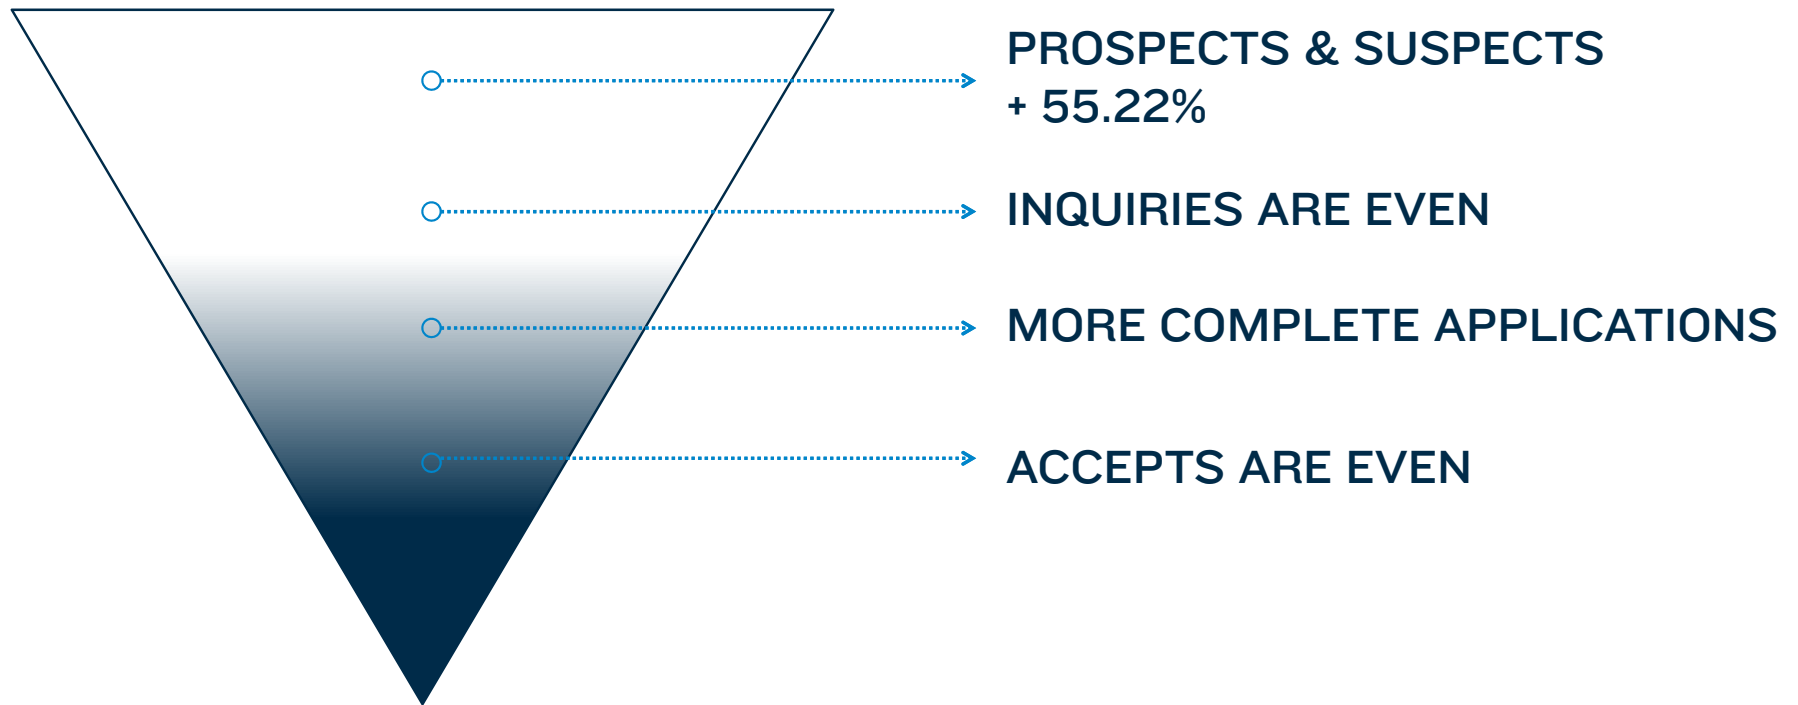 PROSPECTS & SUSPECTS
+ 55.22%
INQUIRIES ARE EVEN
MORE COMPLETE APPLICATIONS
ACCEPTS ARE EVEN